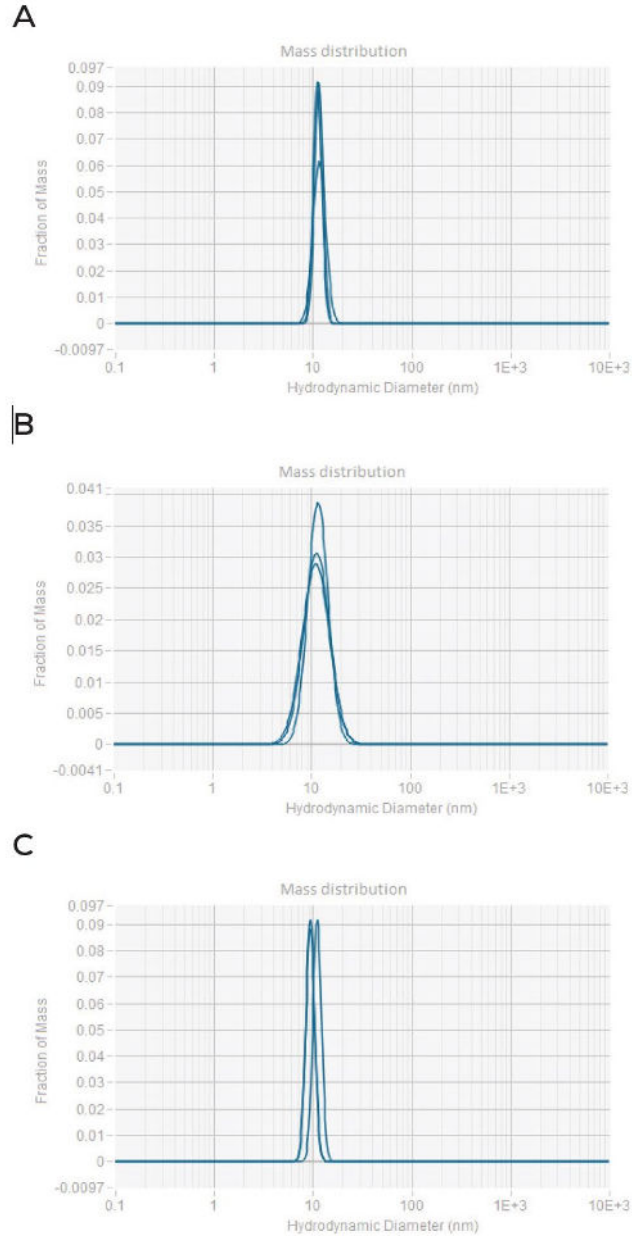 A
Mass distribution
0.097
0.09
0.08
0.07
0.06
0.05
0.04
0.03
0.02
0.01
0
-0.0097
Fraction of Mass
0.1 1 10 100 1E+3 10E+3
Hydrodynamic Diameter (nm)
B
Mass distribution
0.041
0.035
0.03
0.02
0.015
0.01
0.005
0
-0.0041
Fraction of Mass
0.1 1 10 100 1E+3 10E+3
Hydrodynamic Diameter (nm)
C
Mass distribution
0.097
0.09
0.08
0.07
0.06
0.05
0.04
0.03
0.02
0.01
0
-0.0097
Fraction of Mass
0.1 1 10 100 1E+3 10E+3
Hydrodynamic Diameter (nm)